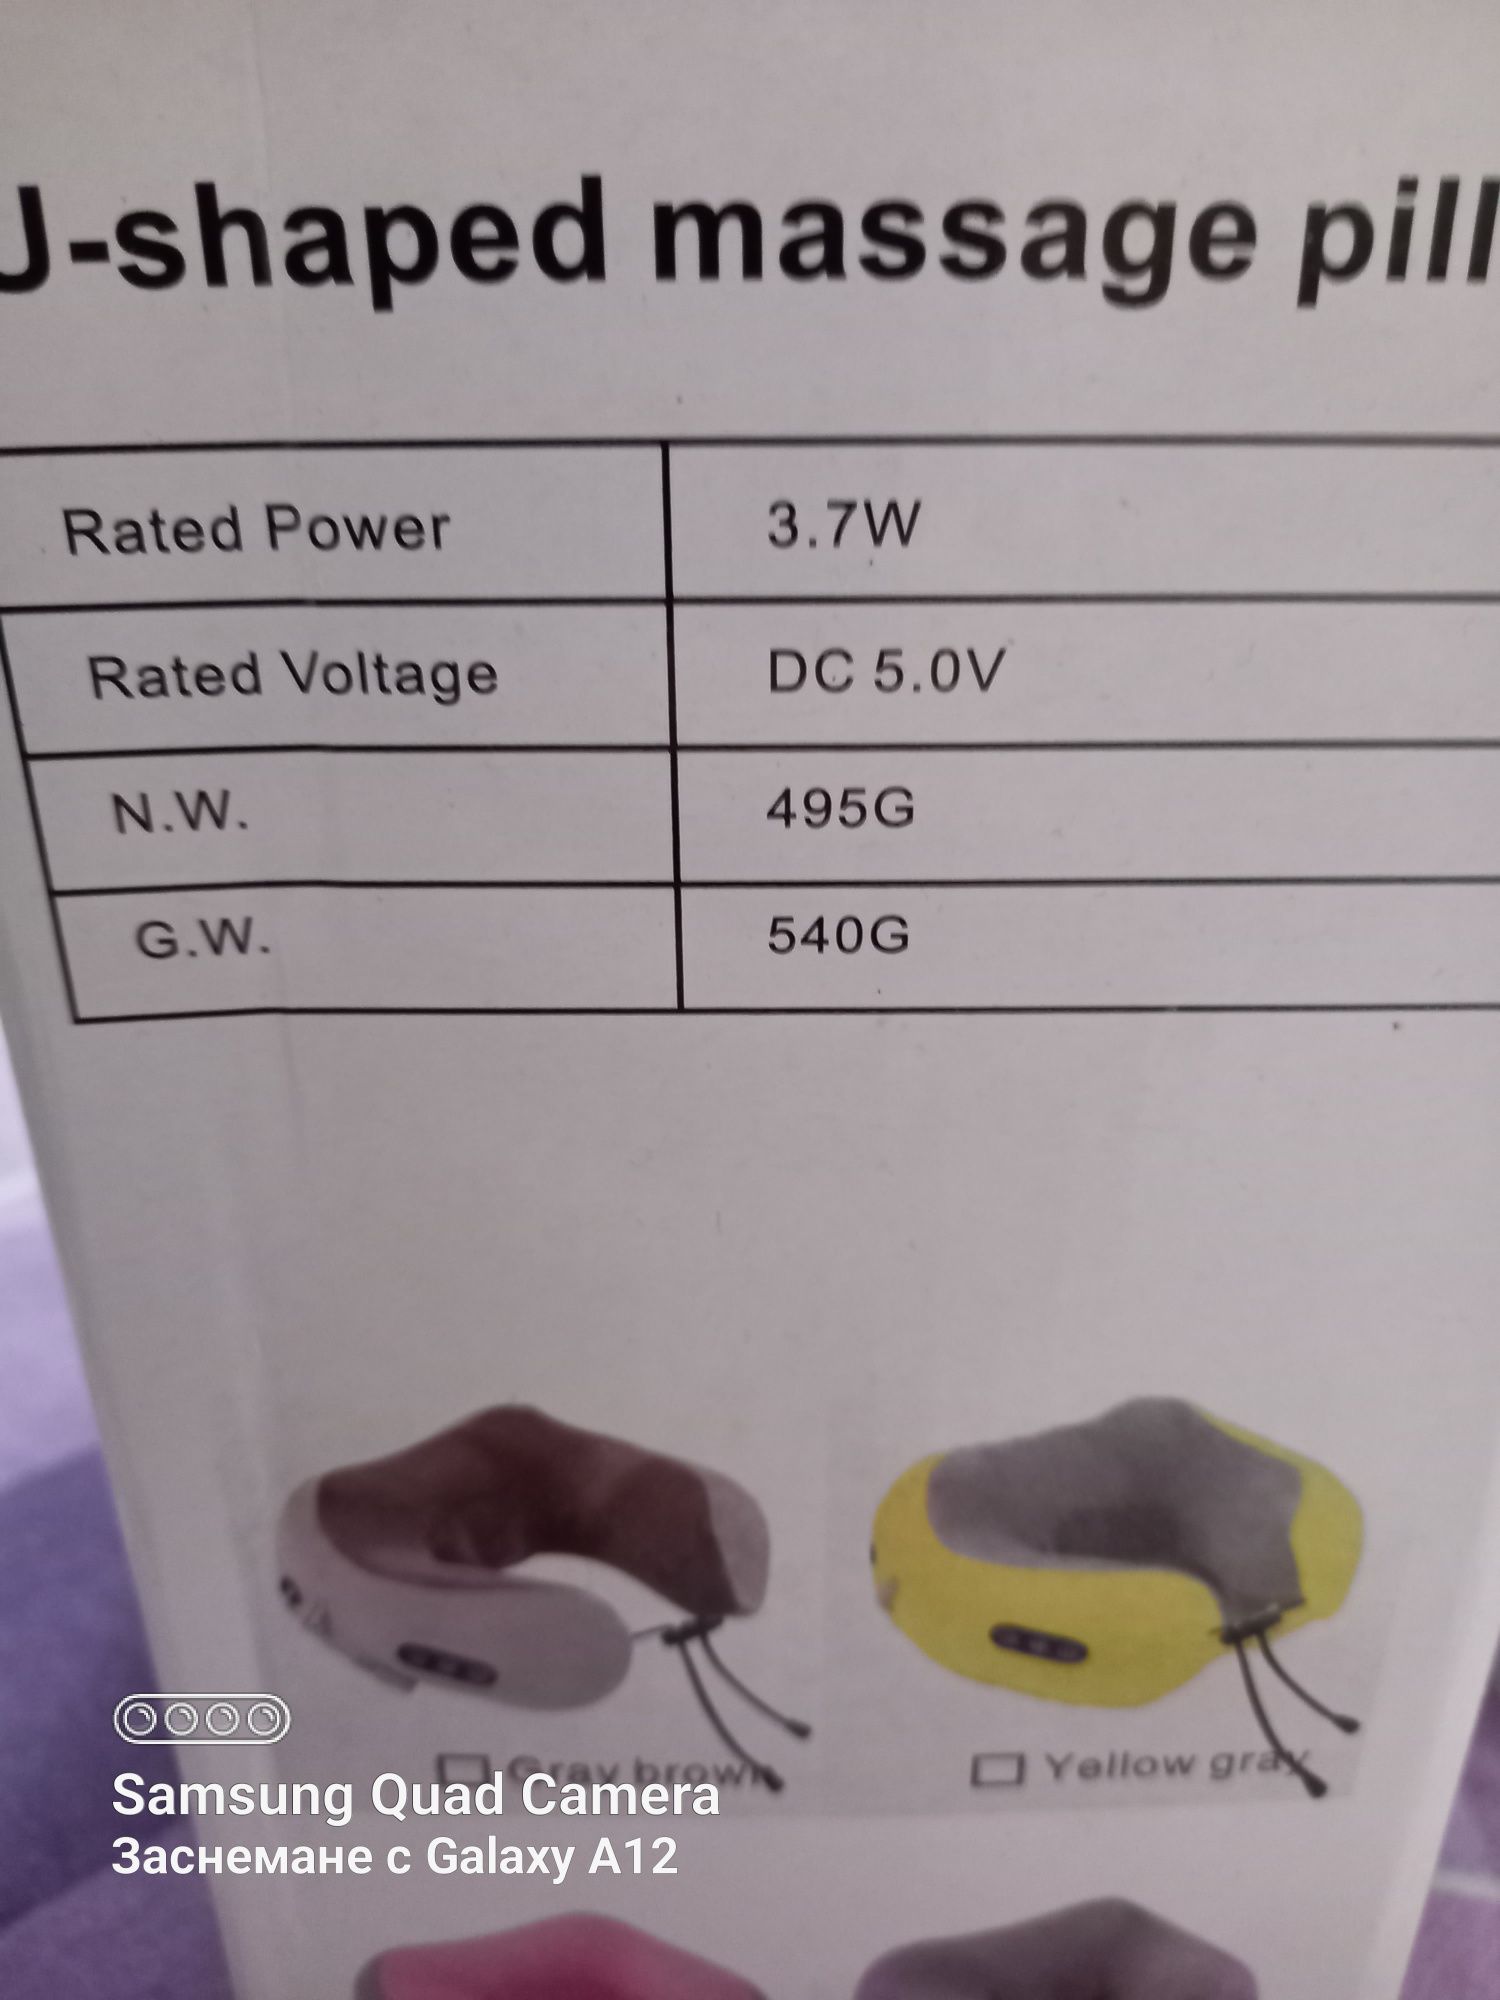 U-shaped massage pill
Rated Power 3.7W
Rated Voltage DC 5.0V
N.W. 495G
G.W. 540G
Gray brown Yellow gray
Samsung Quad Camera
Заснемане с Galaxy A12